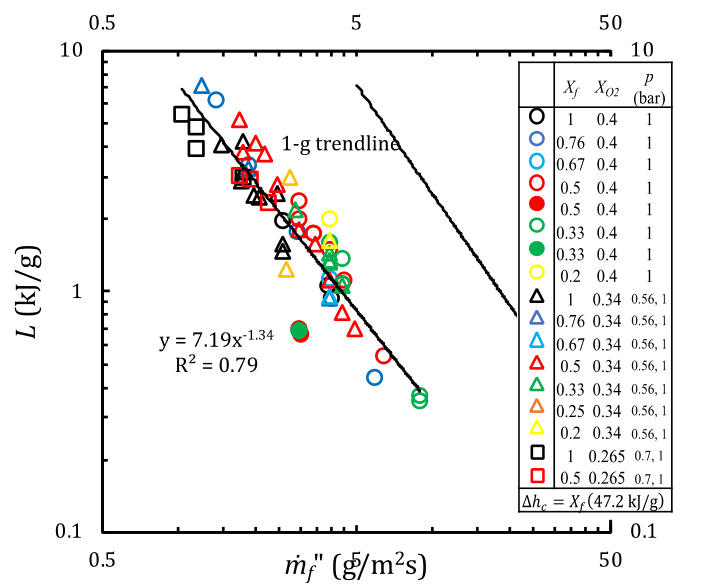 0.5 5 50
10 10
X_f X_O2 p (bar)
1 0.4 1
0.76 0.4 1
0.67 0.4 1
0.5 0.4 1
0.5 0.4 1
0.33 0.4 1
0.33 0.4 1
0.2 0.4 1
1 0.34 0.56, 1
0.76 0.34 0.56, 1
0.67 0.34 0.56, 1
0.5 0.34 0.56, 1
0.33 0.34 0.56, 1
0.25 0.34 0.56, 1
0.2 0.34 0.56, 1
1 0.265 0.7, 1
0.5 0.265 0.7, 1
Δh_c = X_f (47.2 kJ/g)
1-g trendline
L (kJ/g)
1
y = 7.19x^-1.34
R² = 0.79
0.1 0.1
0.5 5 50
ṁ_f" (g/m²s)